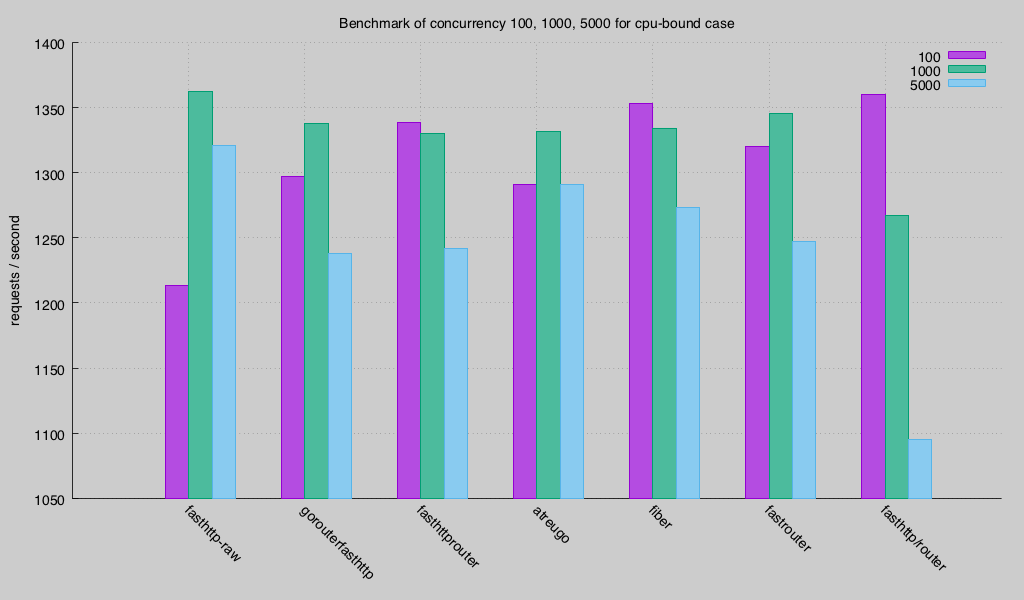 Benchmark of concurrency 100, 1000, 5000 for cpu-bound case
1400
1350
1300
1250
1200
1150
1100
1050
requests / second
100
1000
5000
fasthttp-raw
gorouterfasthttp
fasthttprouter
atreugo
fiber
fastrouter
fasthttp/router